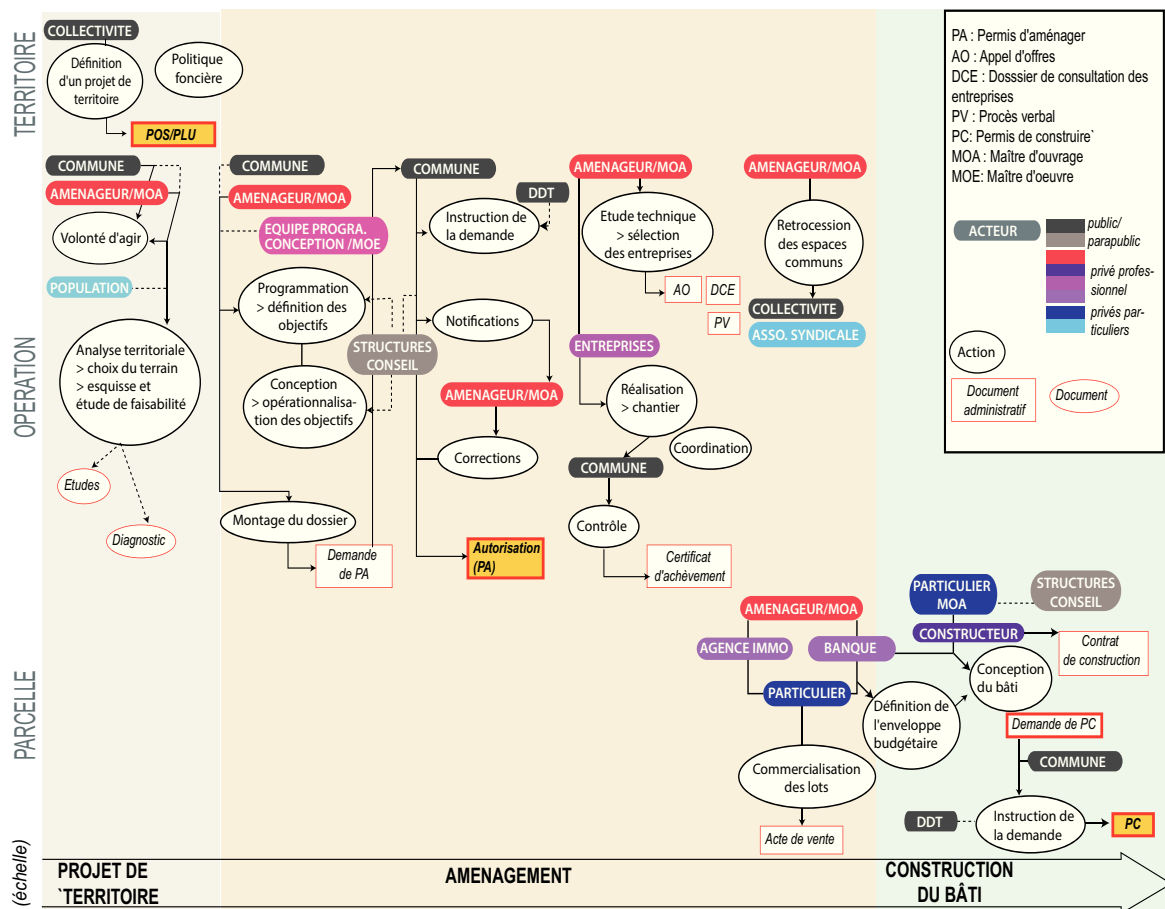 TERRITOIRE
COLLECTIVITE
Définition
d'un projet de
territoire
Politique
foncière
POS/PLU
OPERATION
COMMUNE
AMENAGEUR/MOA
Volonté d'agir
POPULATION
Analyse territoriale
> choix du terrain
> esquisse et
étude de faisabilité
Etudes
Diagnostic
COMMUNE
AMENAGEUR/MOA
EQUIPE PROGRA.
CONCEPTION /MOE
Programmation
> définition des
objectifs
Conception
> opérationnalisa-
tion des objectifs
STRUCTURES
CONSEIL
Montage du dossier
Demande
de PA
COMMUNE
DDT
Instruction de
la demande
Notifications
AMENAGEUR/MOA
Corrections
Autorisation
(PA)
AMENAGEUR/MOA
Etude technique
> sélection
des entreprises
AO
DCE
PV
ENTREPRISES
Réalisation
> chantier
Coordination
COMMUNE
Contrôle
Certificat
d'achèvement
AMENAGEUR/MOA
Retrocession
des espaces
communs
COLLECTIVITE
ASSO. SYNDICALE
PARCELLE
AMENAGEUR/MOA
AGENCE IMMO
BANQUE
PARTICULIER
Commercialisation
des lots
Acte de vente
Définition de
l'enveloppe
budgétaire
PARTICULIER
MOA
STRUCTURES
CONSEIL
CONSTRUCTEUR
Contrat
de construction
Conception
du bâti
Demande de PC
COMMUNE
DDT
Instruction de
la demande
PC
PA : Permis d'aménager
AO : Appel d'offres
DCE : Dosssier de consultation des
entreprises
PV : Procès verbal
PC: Permis de construire`
MOA : Maître d'ouvrage
MOE: Maître d'oeuvre
ACTEUR
public/
parapublic
privé profes-
sionnel
privés par-
ticuliers
Action
Document
administratif
Document
(échelle)
PROJET DE
`TERRITOIRE
AMENAGEMENT
CONSTRUCTION
DU BÂTI